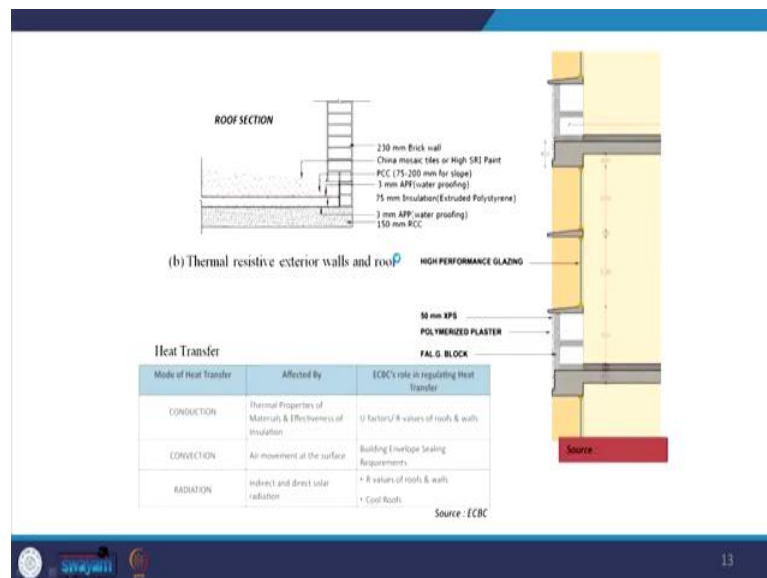 ROOF SECTION
230 mm Brick wall
China mosaic tiles or High SRI Paint
PCC (75-200 mm for slope)
3 mm APP(water proofing)
75 mm Insulation(Extruded Polystyrene)
3 mm APP(water proofing)
150 mm RCC
(b) Thermal resistive exterior walls and roof
HIGH PERFORMANCE GLAZING
50 mm XPS
POLYMERIZED PLASTER
FAL.G. BLOCK
Heat Transfer
Mode of Heat Transfer
Affected By
ECBC's role in regulating Heat
Transfer
CONDUCTION
Thermal Properties of
Materials & Effectiveness of
Insulation
U factors/ R values of roofs & walls
CONVECTION
Air movement at the surface
Building Envelope Sealing
Requirements
RADIATION
Indirect and direct solar
radiation
• R values of roofs & walls
• Cool Roofs
Source : ECBC
Source :
swayam
13